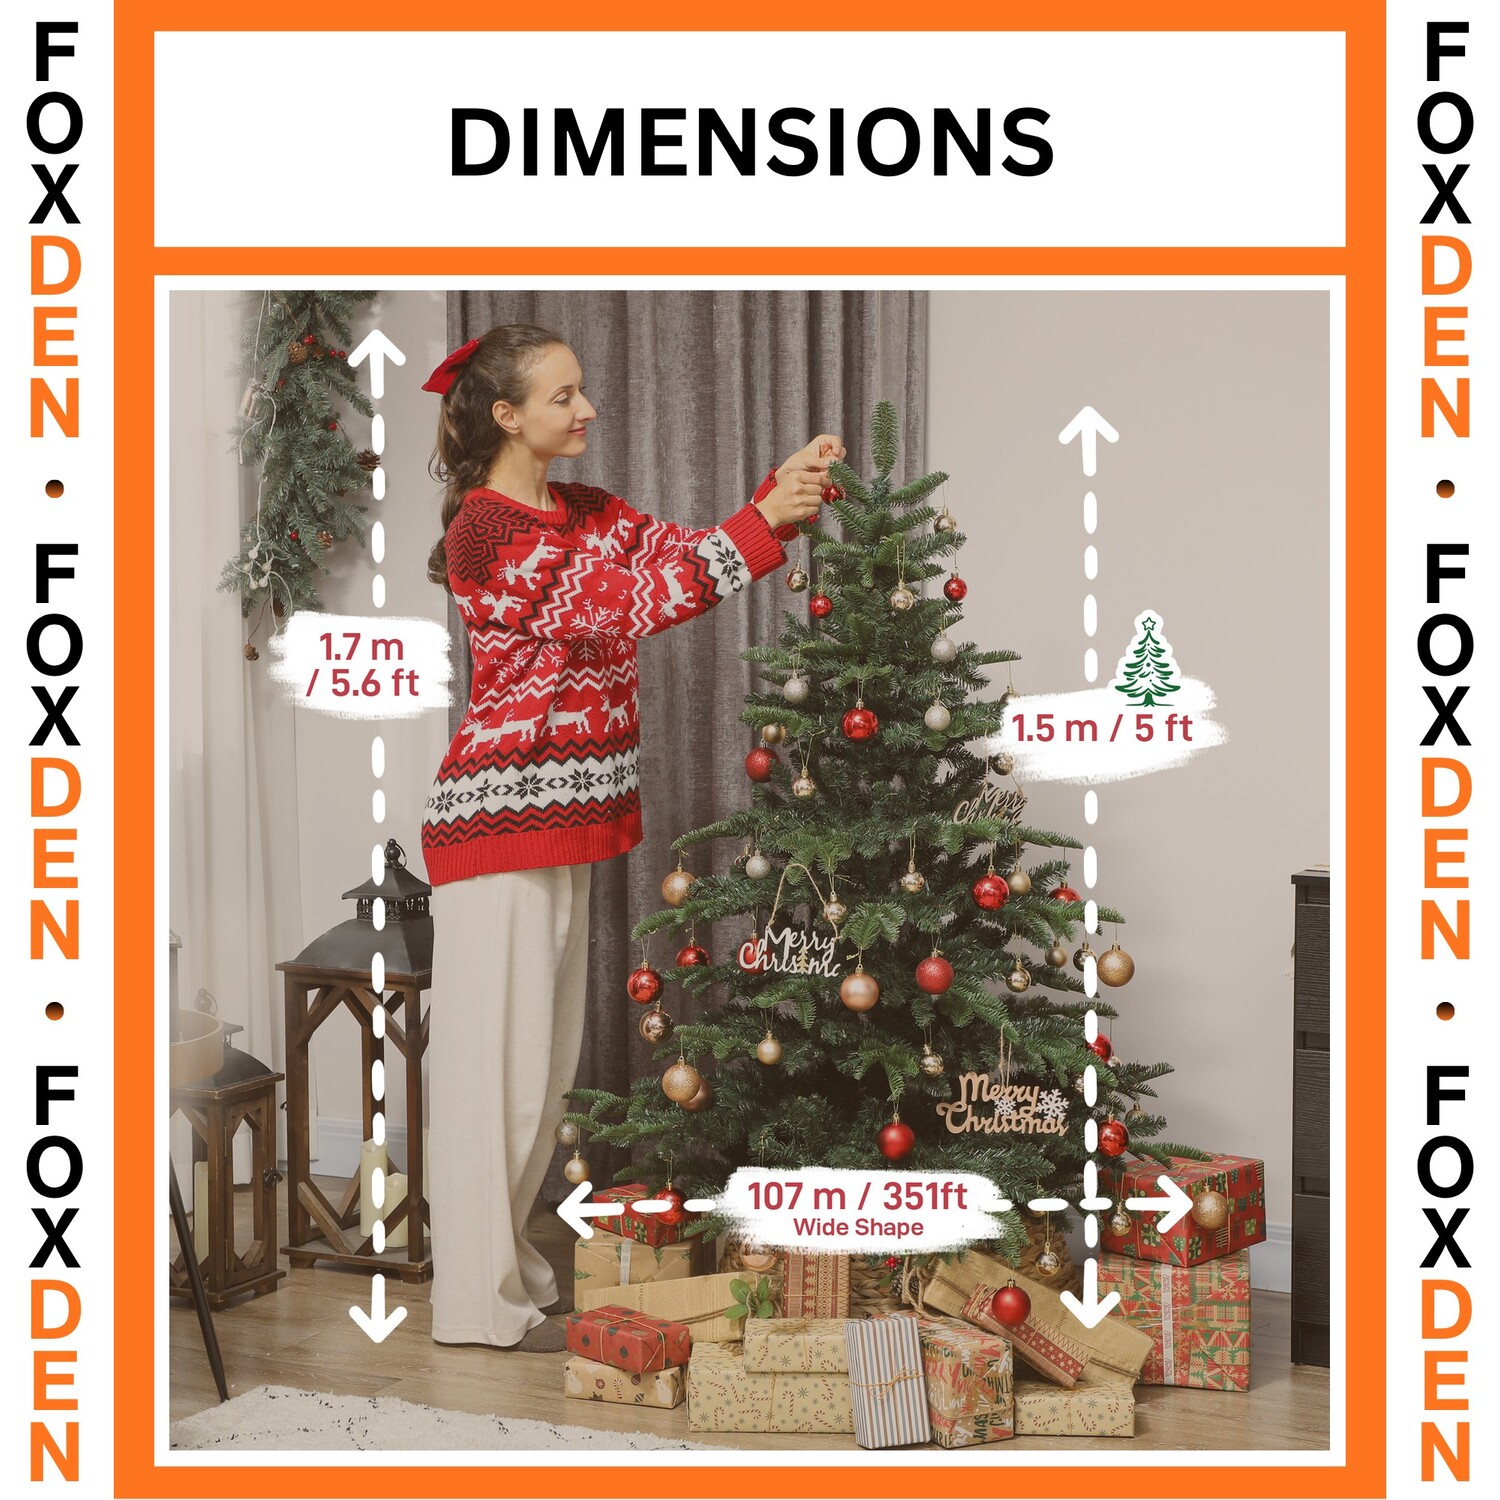 FOXDEN • FOXDEN • FOXDEN
DIMENSIONS
1.7 m
/ 5.6 ft
1.5 m / 5 ft
Merry
Christmas
Merry
Christmas
107 m / 351ft
Wide Shape
FOXDEN • FOXDEN • FOXDEN